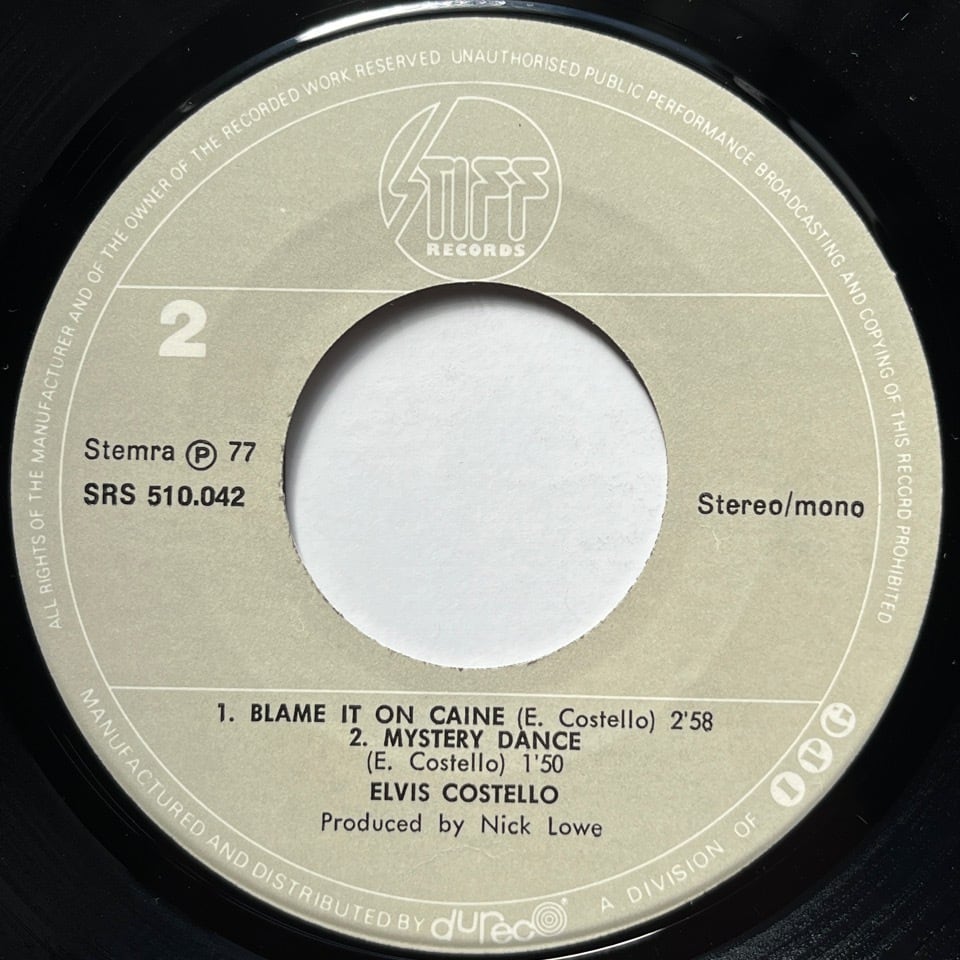 ALL RIGHTS OF THE MANUFACTURER AND OF THE OWNER OF THE RECORDED WORK RESERVED UNAUTHORISED PUBLIC PERFORMANCE BROADCASTING AND COPYING OF THIS RECORD PROHIBITED
STIFF
RECORDS
2
Stemra ℗ 77
SRS 510.042
Stereo/mono
1. BLAME IT ON CAINE (E. Costello) 2'58
2. MYSTERY DANCE
(E. Costello) 1'50
ELVIS COSTELLO
Produced by Nick Lowe
MANUFACTURED AND DISTRIBUTED BY dureco A DIVISION OF IPC